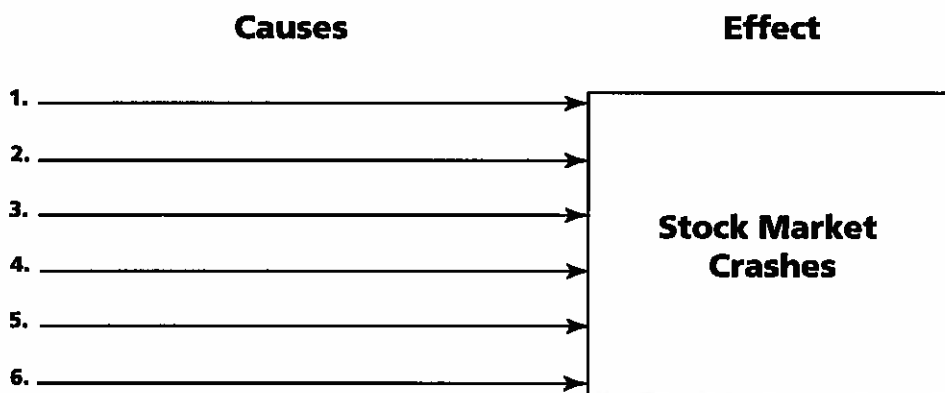 Causes
Effect
1.
2.
3.
4.
5.
6.
Stock Market
Crashes